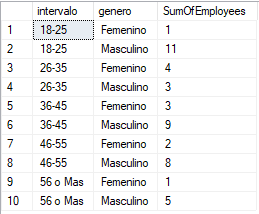 intervalo genero SumOfEmployees
1 18-25 Femenino 1
2 18-25 Masculino 11
3 26-35 Femenino 4
4 26-35 Masculino 3
5 36-45 Femenino 3
6 36-45 Masculino 9
7 46-55 Femenino 2
8 46-55 Masculino 8
9 56 o Mas Femenino 1
10 56 o Mas Masculino 5